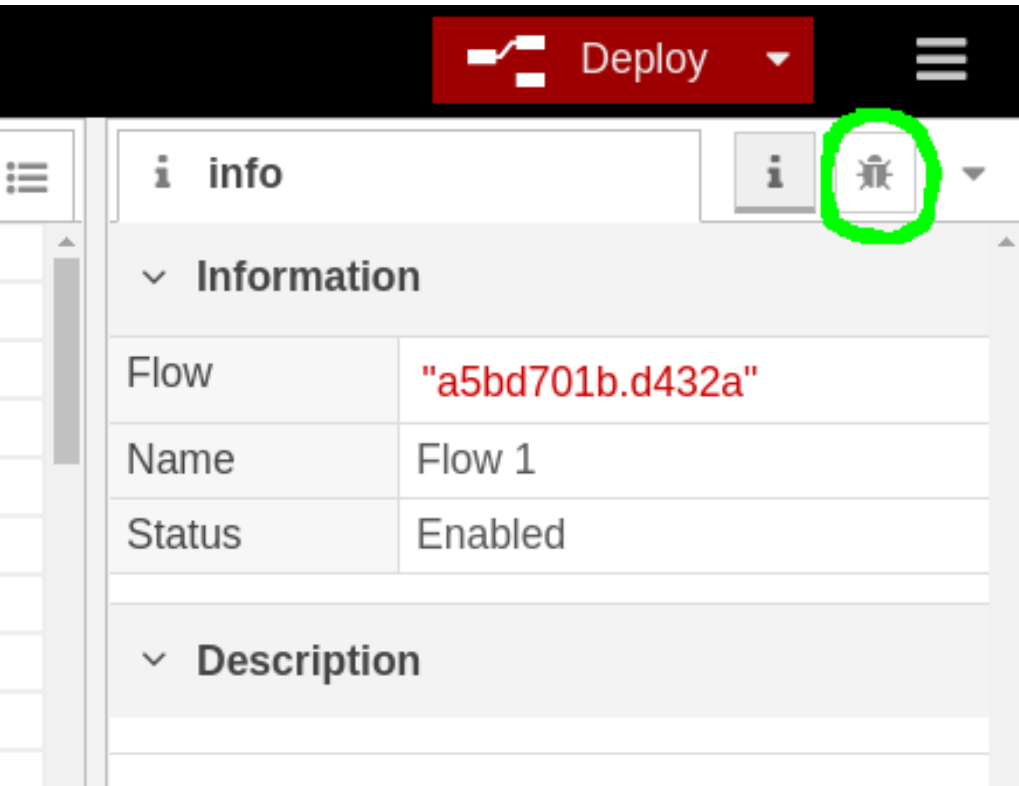 Deploy
info
Information
Flow "a5bd701b.d432a"
Name Flow 1
Status Enabled
Description